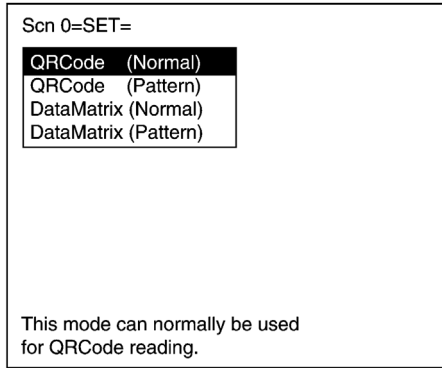 Scn 0=SET=
QRCode (Normal)
QRCode (Pattern)
DataMatrix (Normal)
DataMatrix (Pattern)
This mode can normally be used
for QRCode reading.